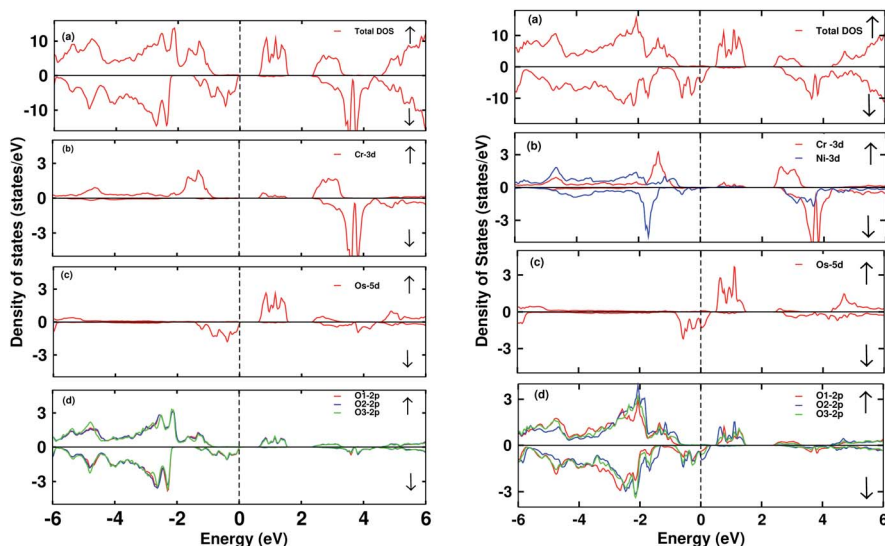 (a)
Total DOS
↑
10
0
-10
↓
(b)
Cr-3d
↑
3
0
-3
↓
(c)
Os-5d
↑
3
0
-3
↓
(d)
O1-2p
O2-2p
O3-2p
↑
3
0
-3
↓
-6 -4 -2 0 2 4 6
Energy (eV)
Density of states (states/eV)
(a)
Total DOS
↑
10
0
-10
↓
(b)
Cr -3d
Ni-3d
↑
3
0
-3
↓
(c)
Os-5d
↑
3
0
-3
↓
(d)
O1-2p
O2-2p
O3-2p
↑
3
0
-3
↓
-6 -4 -2 0 2 4 6
Energy (eV)
Density of States (states/eV)